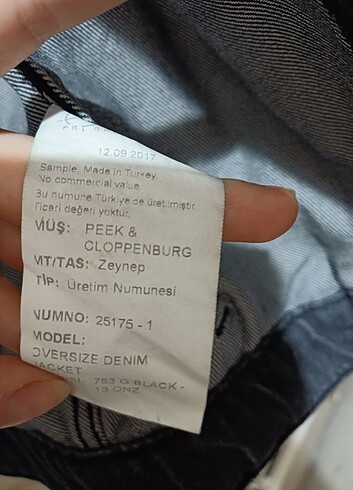 12.09.2017
Sample, Made in Turkey.
No commercial value.
Bu numune Türkiye'de üretilmiştir.
Ticari değeri yoktur.
MÜŞ: PEEK &
CLOPPENBURG
MT/TAS: Zeynep
TİP: Üretim Numunesi
NUMNO: 25175 - 1
MODEL:
OVERSIZE DENIM
JACKET
753 G BLACK -
13 ONZ